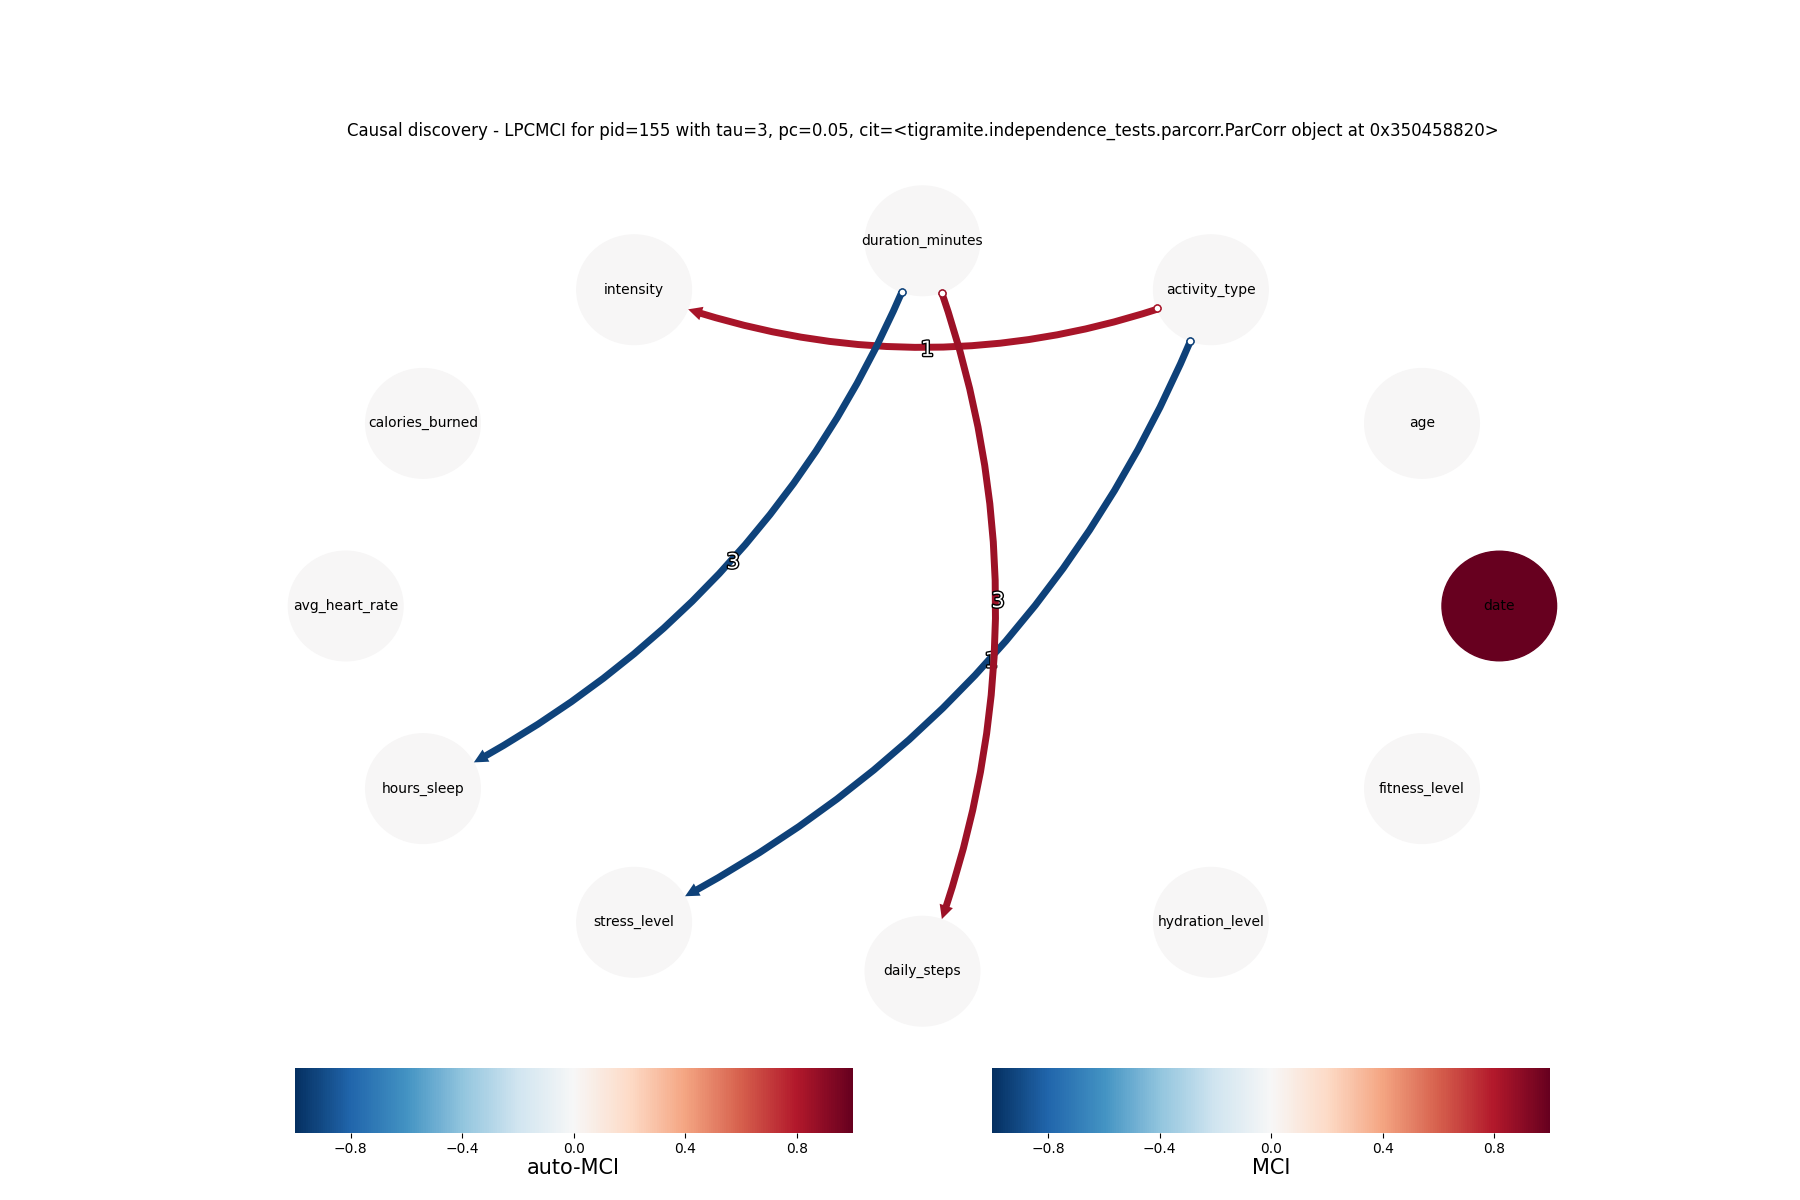 Causal discovery - LPCMCI for pid=155 with tau=3, pc=0.05, cit=<tigramite.independence_tests.parcorr.ParCorr object at 0x350458820>
duration_minutes
intensity
activity_type
1
calories_burned
age
3
avg_heart_rate
3
date
hours_sleep
fitness_level
stress_level
hydration_level
daily_steps
−0.8 −0.4 0.0 0.4 0.8
auto-MCI
−0.8 −0.4 0.0 0.4 0.8
MCI